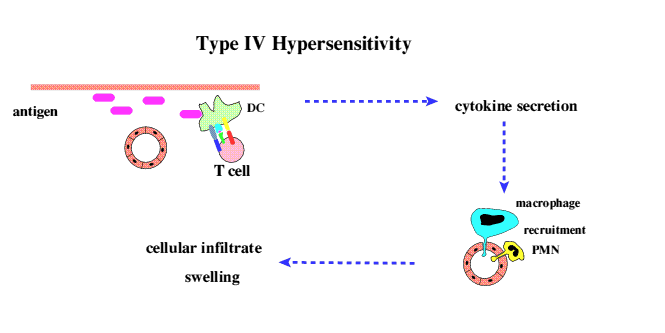 Type IV Hypersensitivity
antigen
DC
T cell
cytokine secretion
macrophage
recruitment
PMN
cellular infiltrate
swelling